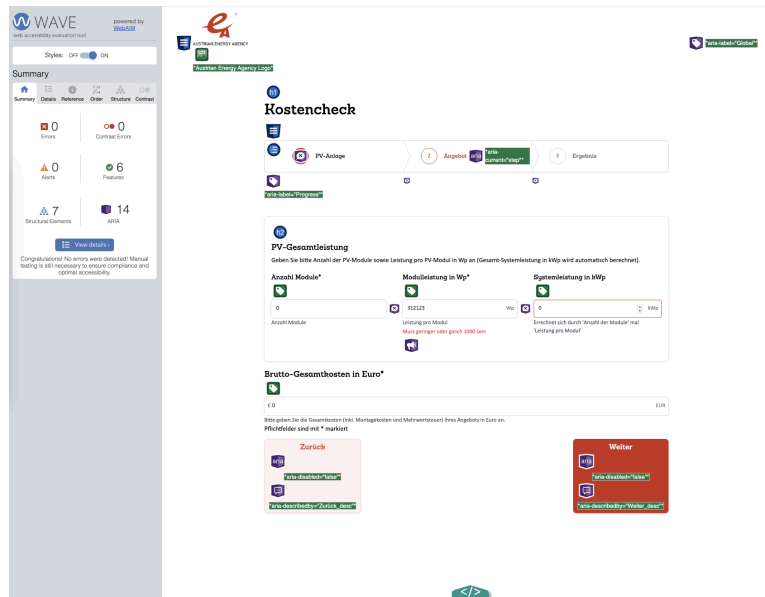 WAVE
web accessibility evaluation tool
powered by
WebAIM
Styles: OFF ON
Summary
Summary Details Reference Order Structure Contrast
0
Errors
0
Contrast Errors
0
Alerts
6
Features
7
Structural Elements
14
ARIA
View details ›
Congratulations! No errors were detected! Manual
testing is still necessary to ensure compliance and
optimal accessibility.
AUSTRIAN ENERGY AGENCY
*Austrian Energy Agency Logo*
*aria-label="Global"*
h1
Kostencheck
PV-Anlage
2 Angebot aria *aria-
current="step"*
3 Ergebnis
*aria-label="Progress"*
h2
PV-Gesamtleistung
Geben Sie bitte Anzahl der PV-Module sowie Leistung pro PV-Modul in Wp an (Gesamt-Systemleistung in kWp wird automatisch berechnet).
Anzahl Module*
0
Anzahl Module
Modulleistung in Wp*
312123 Wp
Leistung pro Modul
Muss geringer oder gleich 1000 sein
Systemleistung in kWp
0 kWp
Errechnet sich durch 'Anzahl der Module' mal
'Leistung pro Modul'
Brutto-Gesamtkosten in Euro*
€ 0 EUR
Bitte geben Sie die Gesamtkosten (inkl. Montagekosten und Mehrwertsteuer) Ihres Angebots in Euro an.
Pflichtfelder sind mit * markiert
Zurück
aria
*aria-disabled="false"*
*aria-describedby="Zurück_desc"*
Weiter
aria
*aria-disabled="false"*
*aria-describedby="Weiter_desc"*
</>